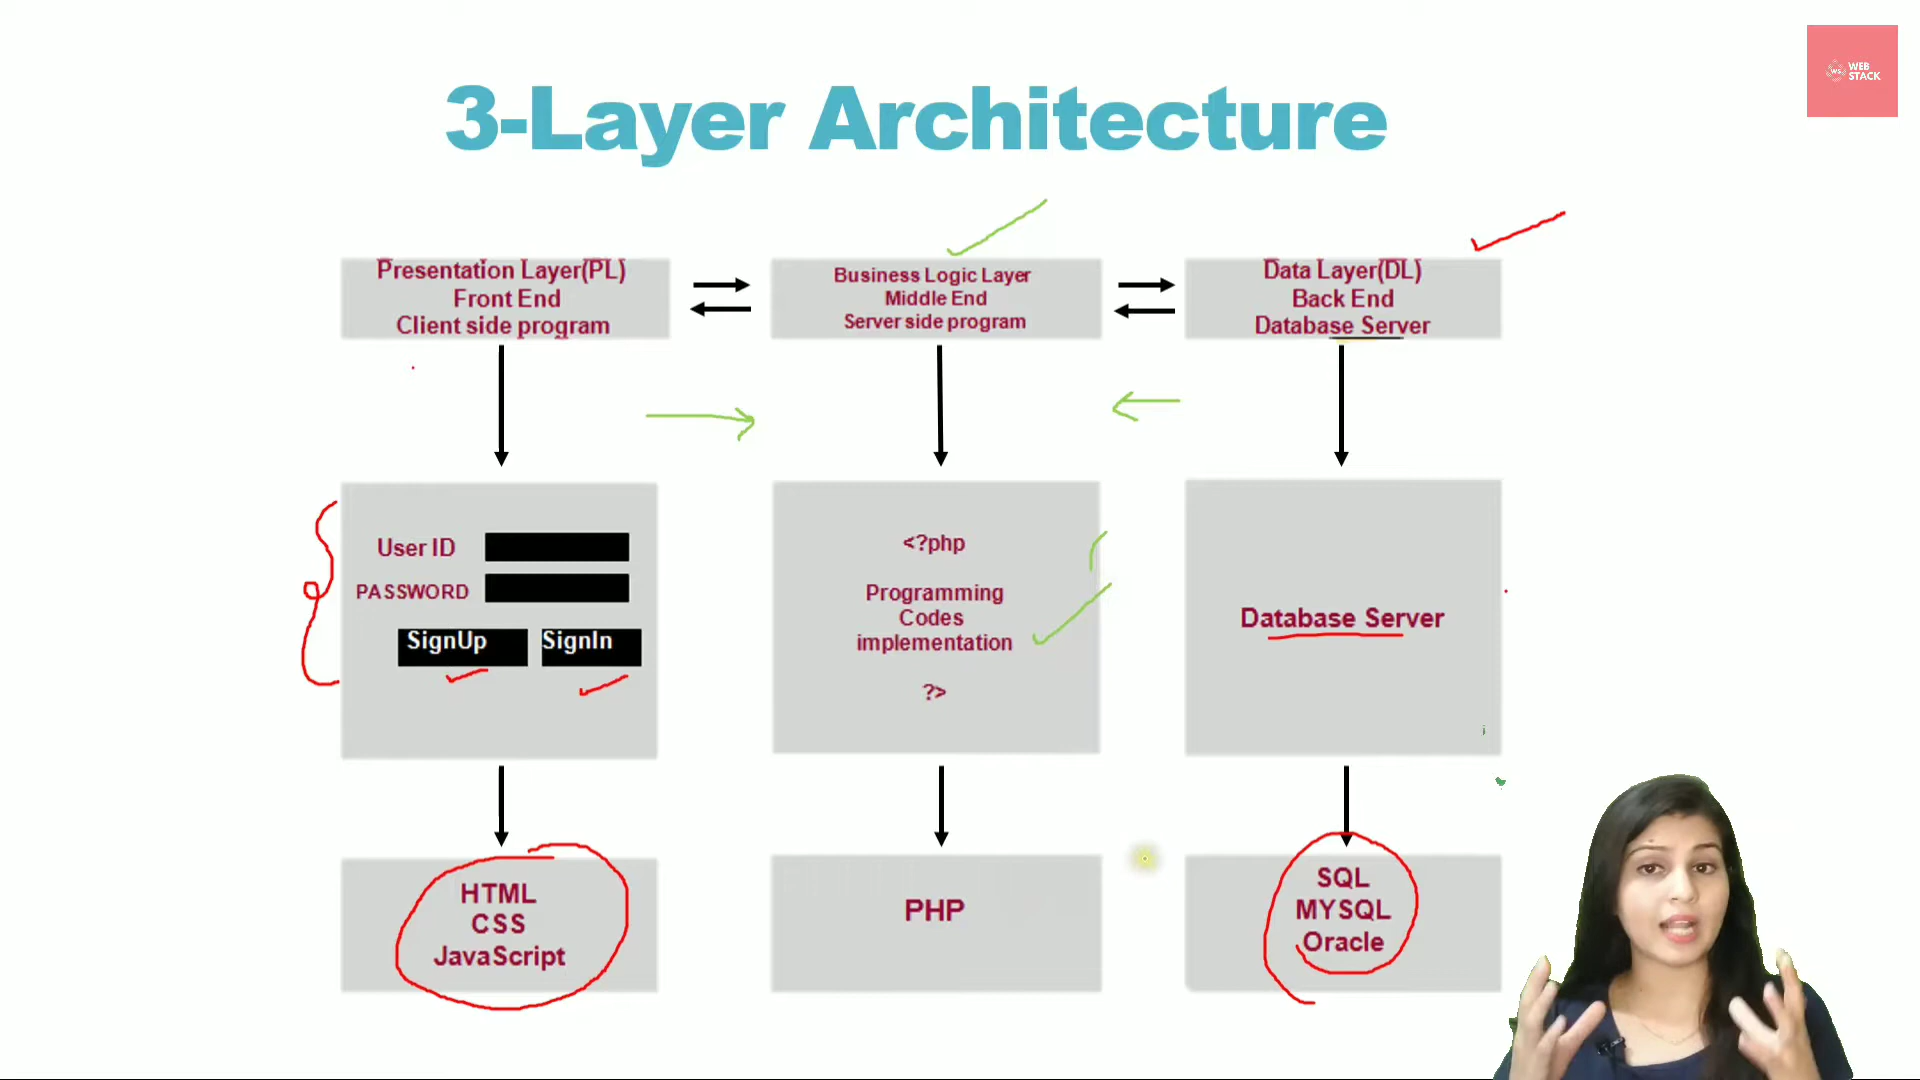 WEB
STACK
WS
3-Layer Architecture
Presentation Layer(PL)
Front End
Client side program
Business Logic Layer
Middle End
Server side program
Data Layer(DL)
Back End
Database Server
User ID
PASSWORD
SignUp
SignIn
<?php
Programming
Codes
implementation
?>
Database Server
HTML
CSS
JavaScript
PHP
SQL
MYSQL
Oracle